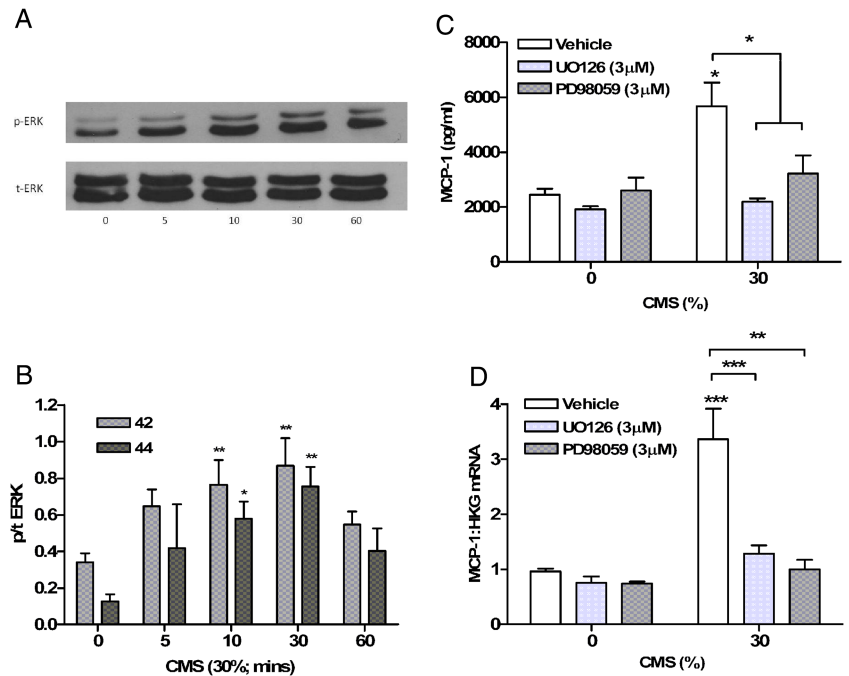 A
p-ERK
t-ERK
0 5 10 30 60
B
1.2
1.0
0.8
0.6
0.4
0.2
0.0
p/t ERK
42
44
** ** ** *
0 5 10 30 60
CMS (30%; mins)
C
8000
6000
4000
2000
0
MCP-1 (pg/ml)
Vehicle
UO126 (3μM)
PD98059 (3μM)
*
*
0 30
CMS (%)
D
4
3
2
1
0
MCP-1:HKG mRNA
Vehicle
UO126 (3μM)
PD98059 (3μM)
**
***
***
0 30
CMS (%)